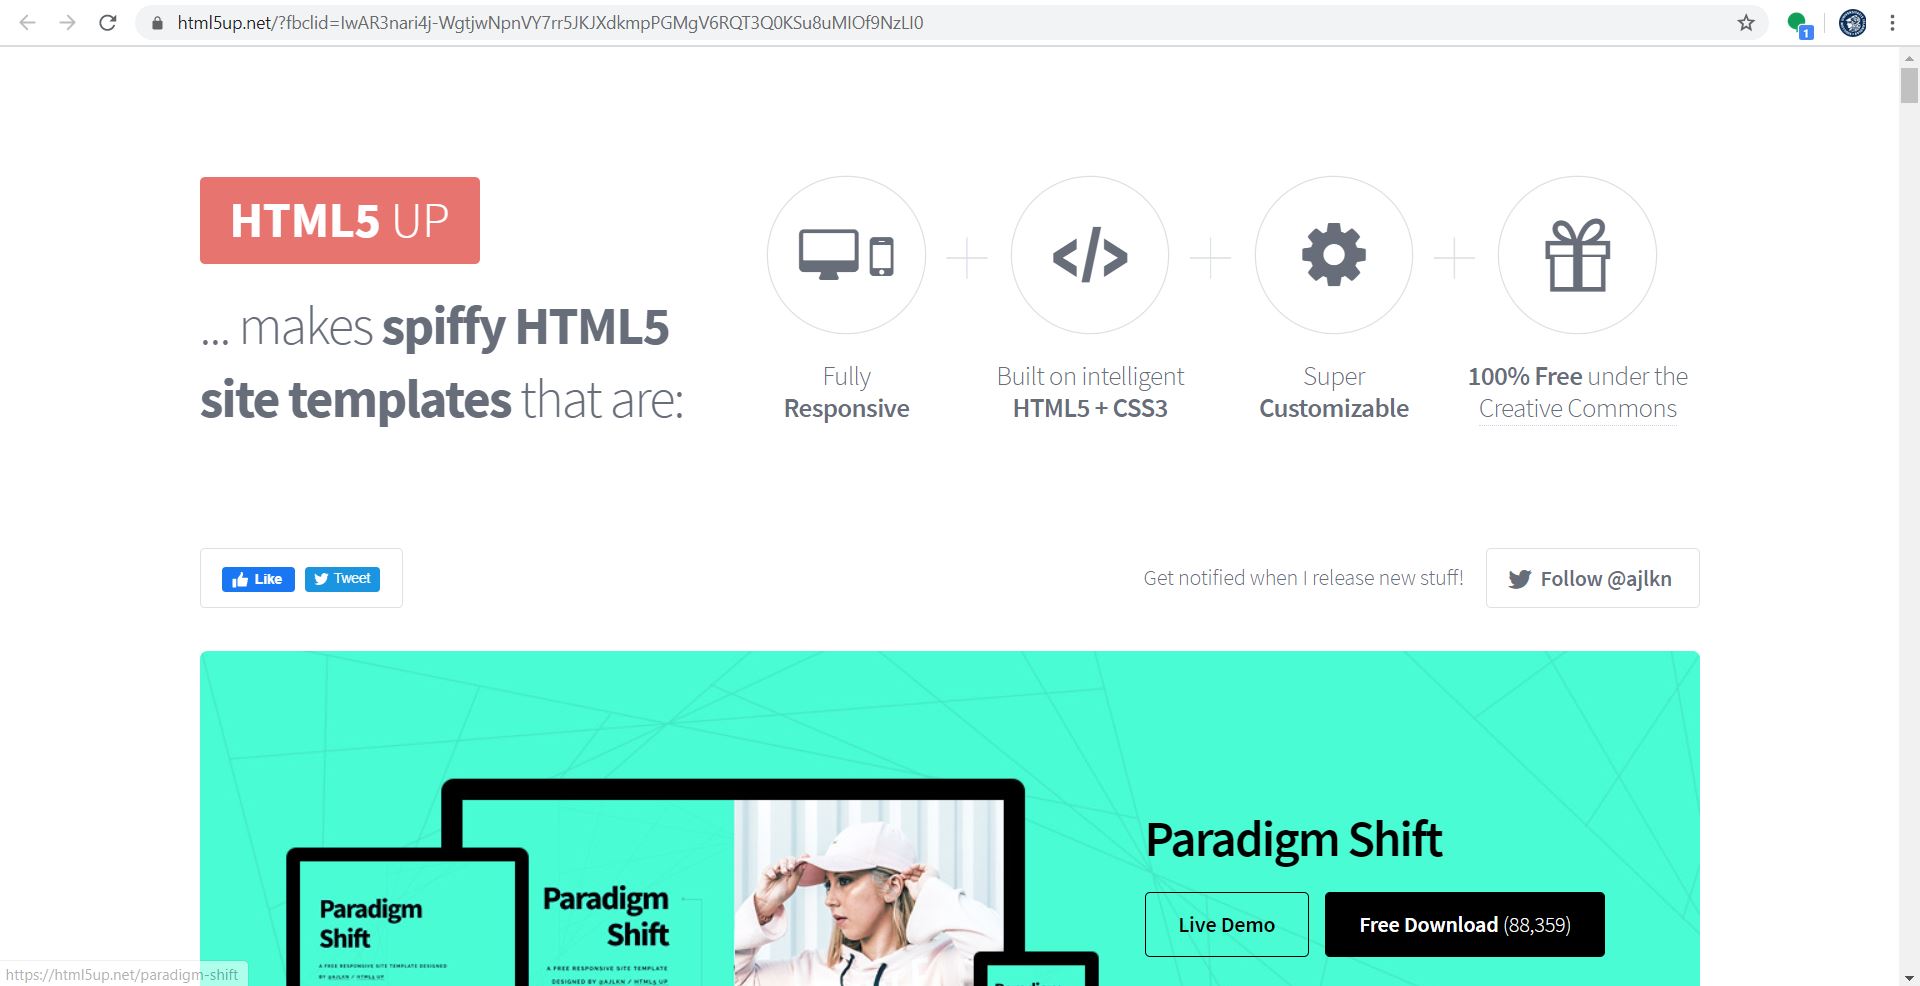 html5up.net/?fbclid=IwAR3nari4j-WgtjwNpnVY7rr5JKJXdkmpPGMgV6RQT3Q0KSu8uMIOf9NzLI0
1
HTML5 UP
... makes spiffy HTML5
site templates that are:
Fully
Responsive
Built on intelligent
HTML5 + CSS3
Super
Customizable
100% Free under the
Creative Commons
Like
Tweet
Get notified when I release new stuff!
Follow @ajlkn
Paradigm Shift
Live Demo
Free Download (88,359)
Paradigm
Shift
A FREE RESPONSIVE SITE TEMPLATE DESIGNED
BY @AJLKN / HTML5 UP
Paradigm
Shift
A FREE RESPONSIVE SITE TEMPLATE
DESIGNED BY @AJLKN / HTML5 UP
https://html5up.net/paradigm-shift